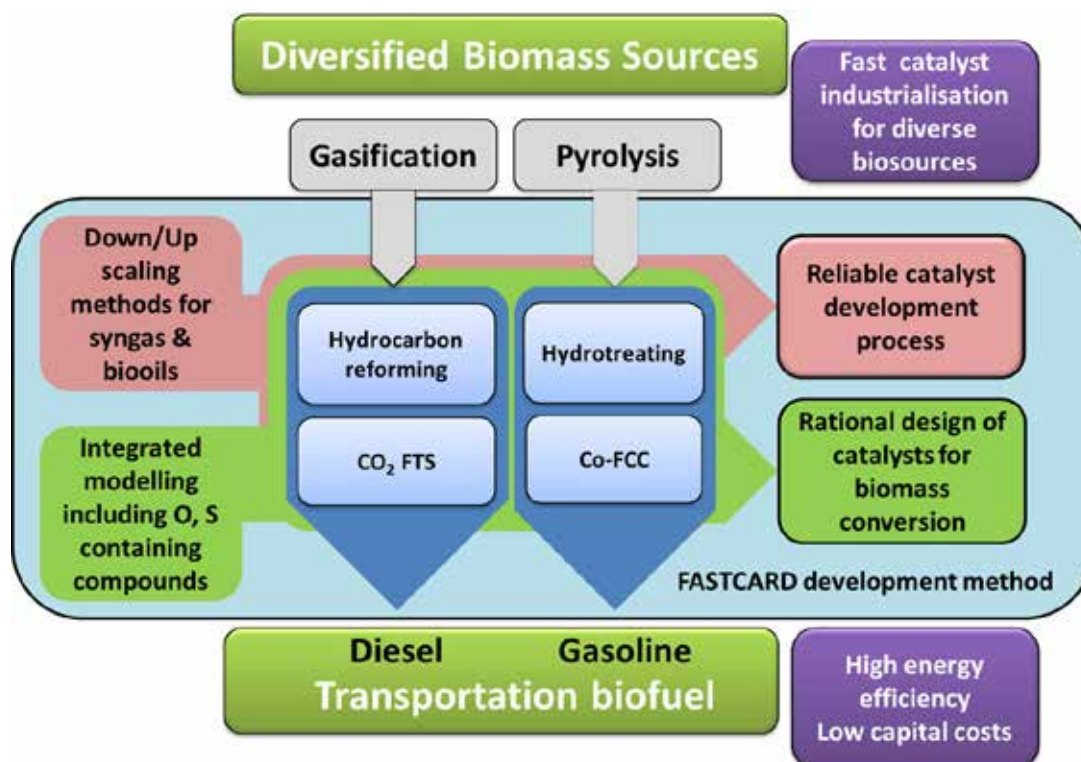 Diversified Biomass Sources
Fast catalyst
industrialisation
for diverse
biosources
Gasification
Pyrolysis
Down/Up
scaling
methods for
syngas &
biooils
Hydrocarbon
reforming
Hydrotreating
Reliable catalyst
development
process
Integrated
modelling
including O, S
containing
compounds
CO₂ FTS
Co-FCC
Rational design of
catalysts for
biomass
conversion
FASTCARD development method
Diesel
Gasoline
Transportation biofuel
High energy
efficiency
Low capital costs